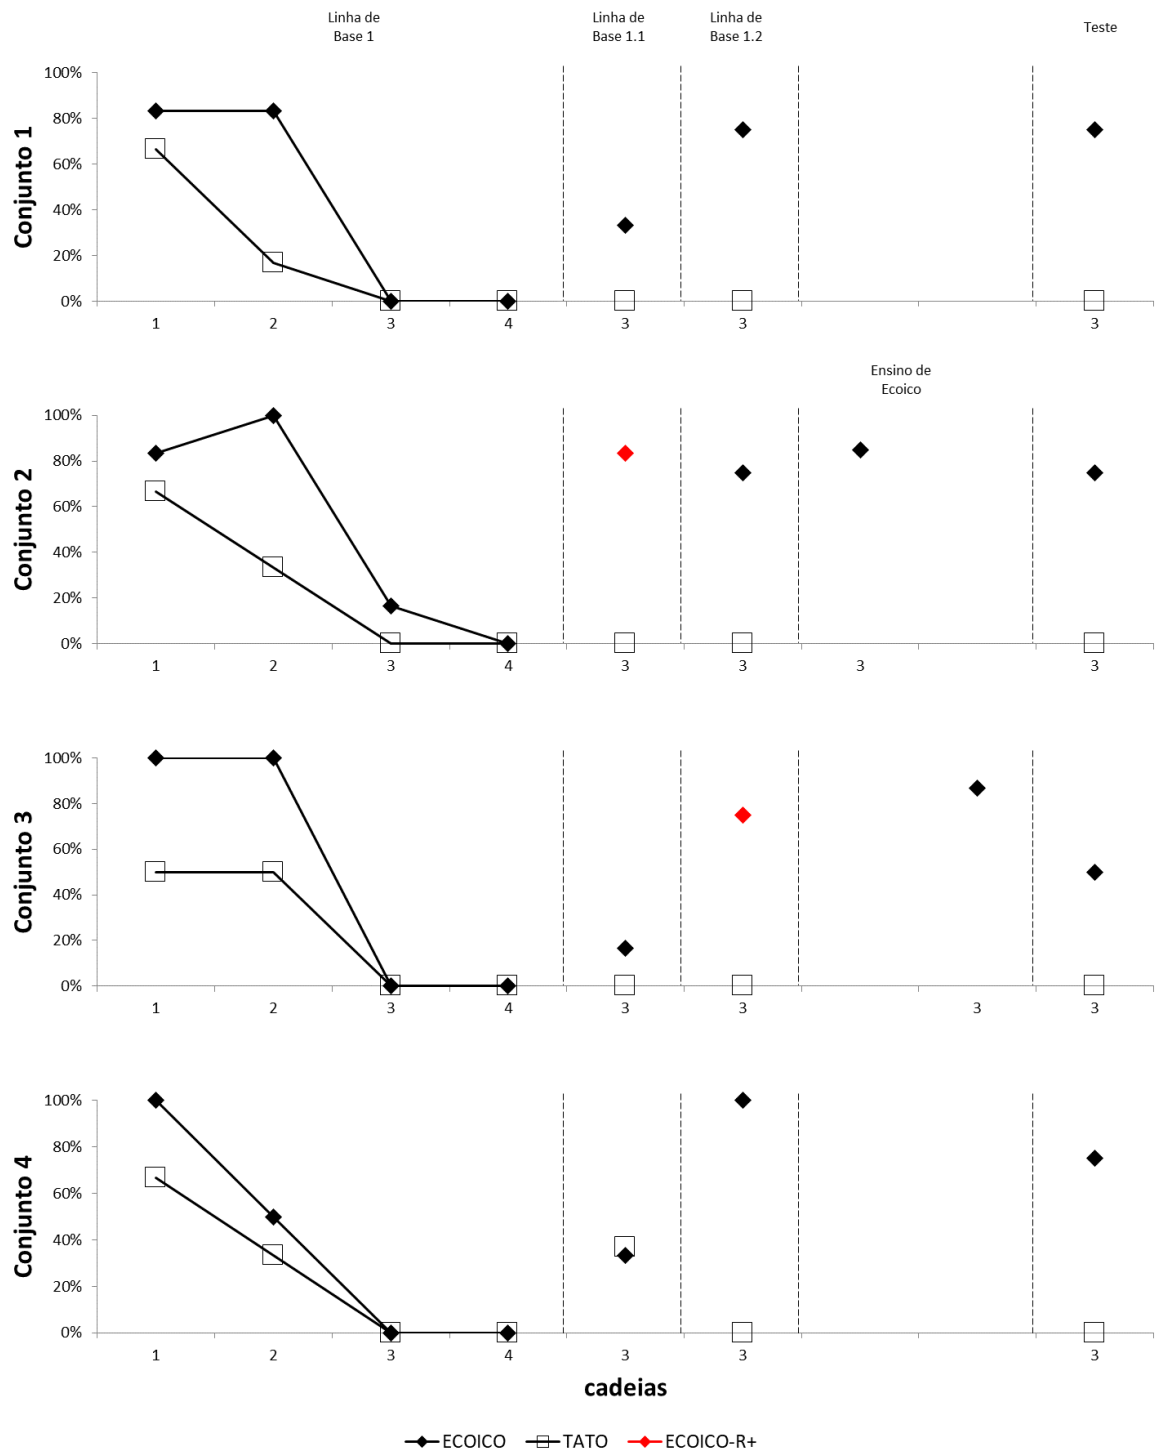 Linha de
Base 1
Linha de
Base 1.1
Linha de
Base 1.2
Teste
Conjunto 1
100%
80%
60%
40%
20%
0%
1 2 3 4 3 3 3
Ensino de
Ecoico
Conjunto 2
100%
80%
60%
40%
20%
0%
1 2 3 4 3 3 3 3
Conjunto 3
100%
80%
60%
40%
20%
0%
1 2 3 4 3 3 3 3
Conjunto 4
100%
80%
60%
40%
20%
0%
1 2 3 4 3 3 3
cadeias
ECOICO TATO ECOICO-R+